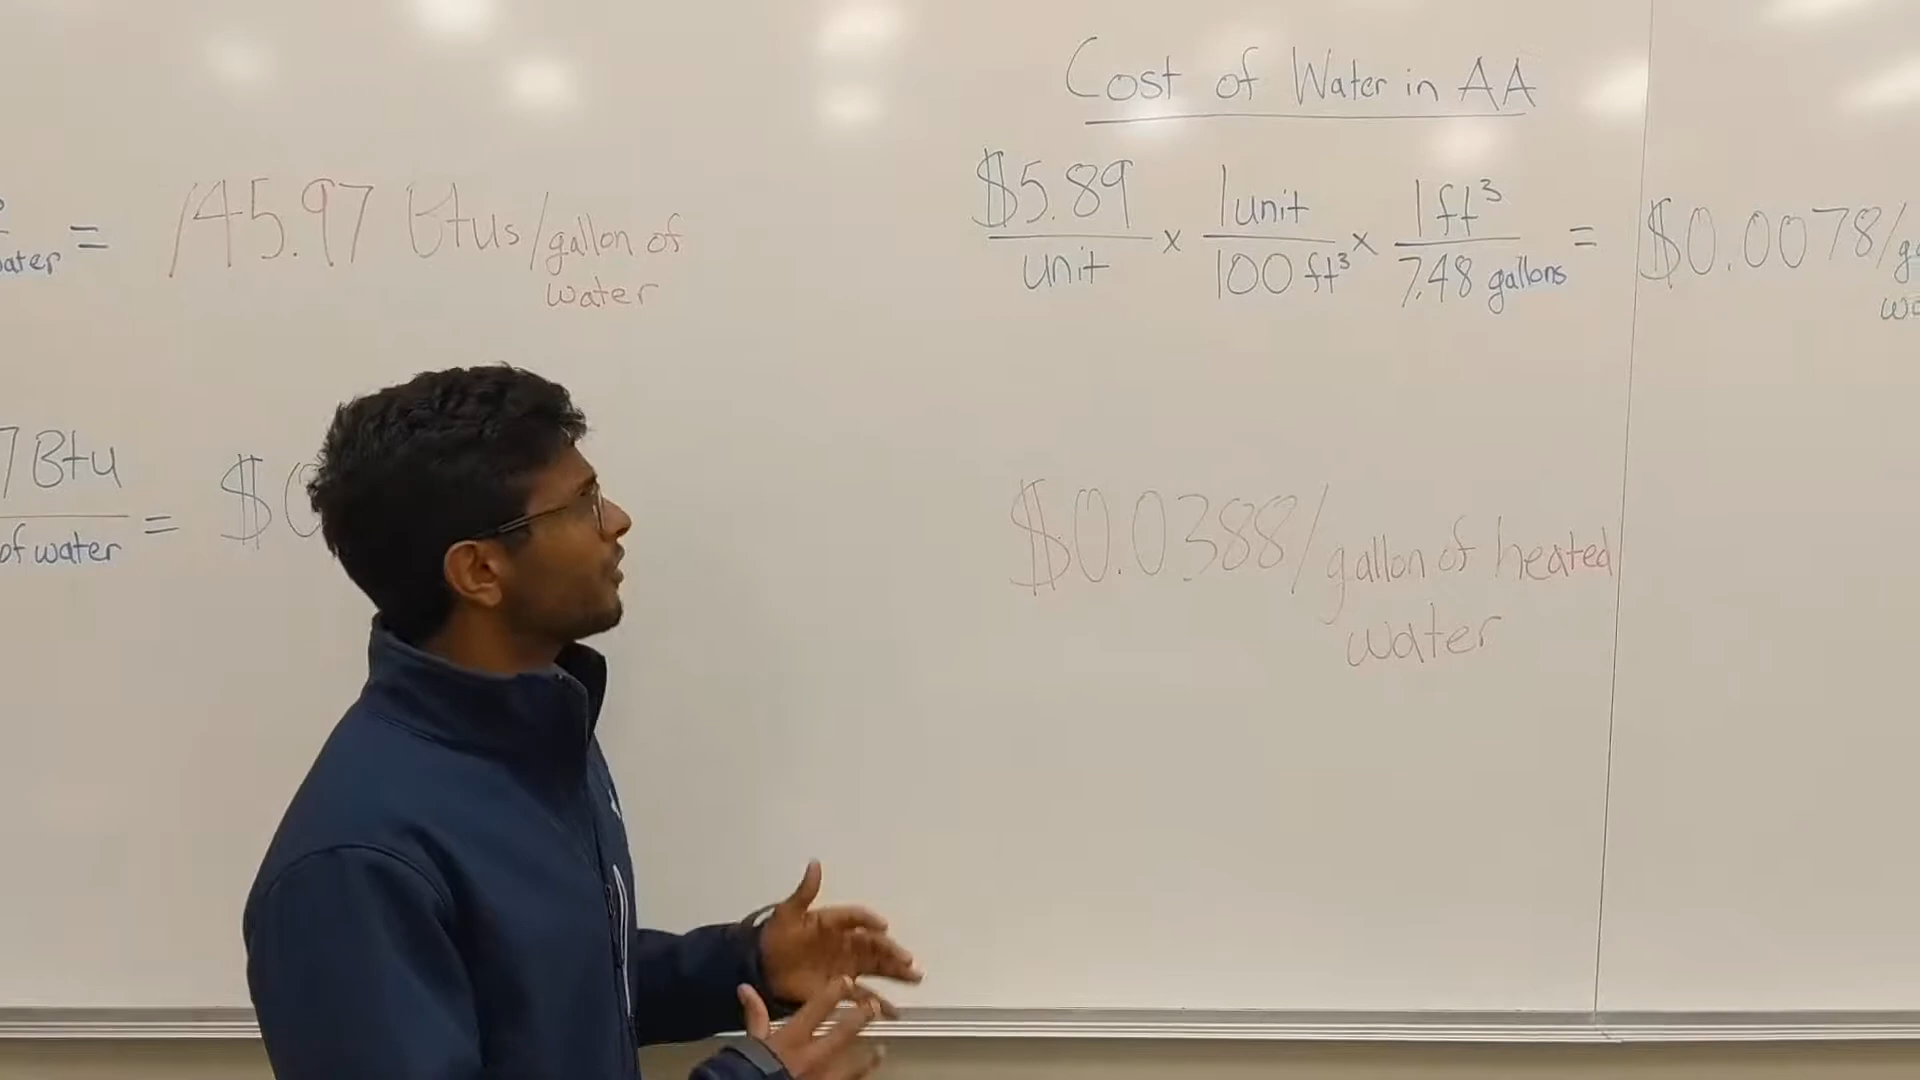 Cost of Water in AA
= 145.97 Btus/gallon of
water
$5.89 1 unit 1 ft³
x x = $0.0078/
unit 100 ft³ 7.48 gallons
Btu
of water = $0
$0.0388/gallon of heated
water